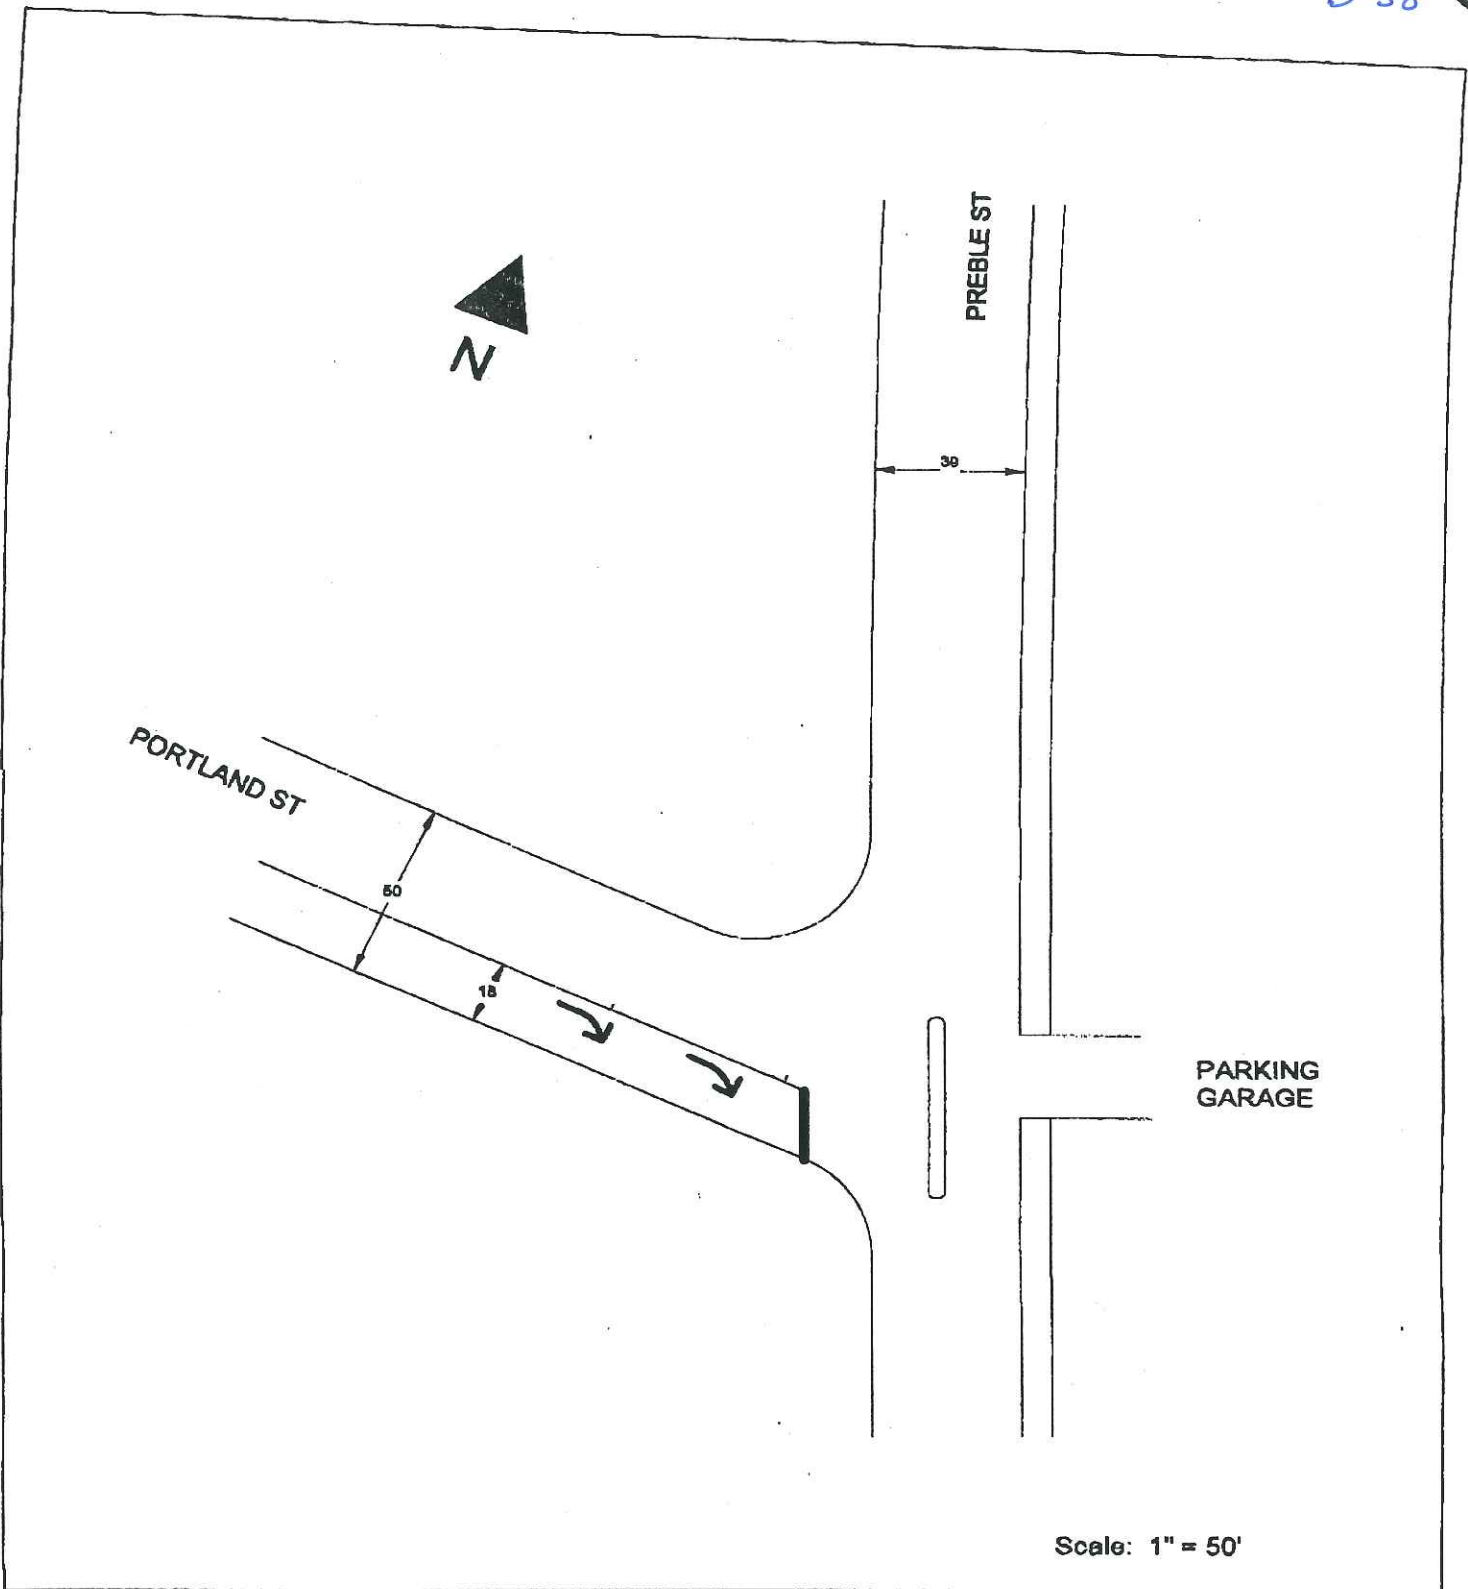 PREBLE ST
N
39
PORTLAND ST
50
18
PARKING
GARAGE
Scale: 1" = 50'